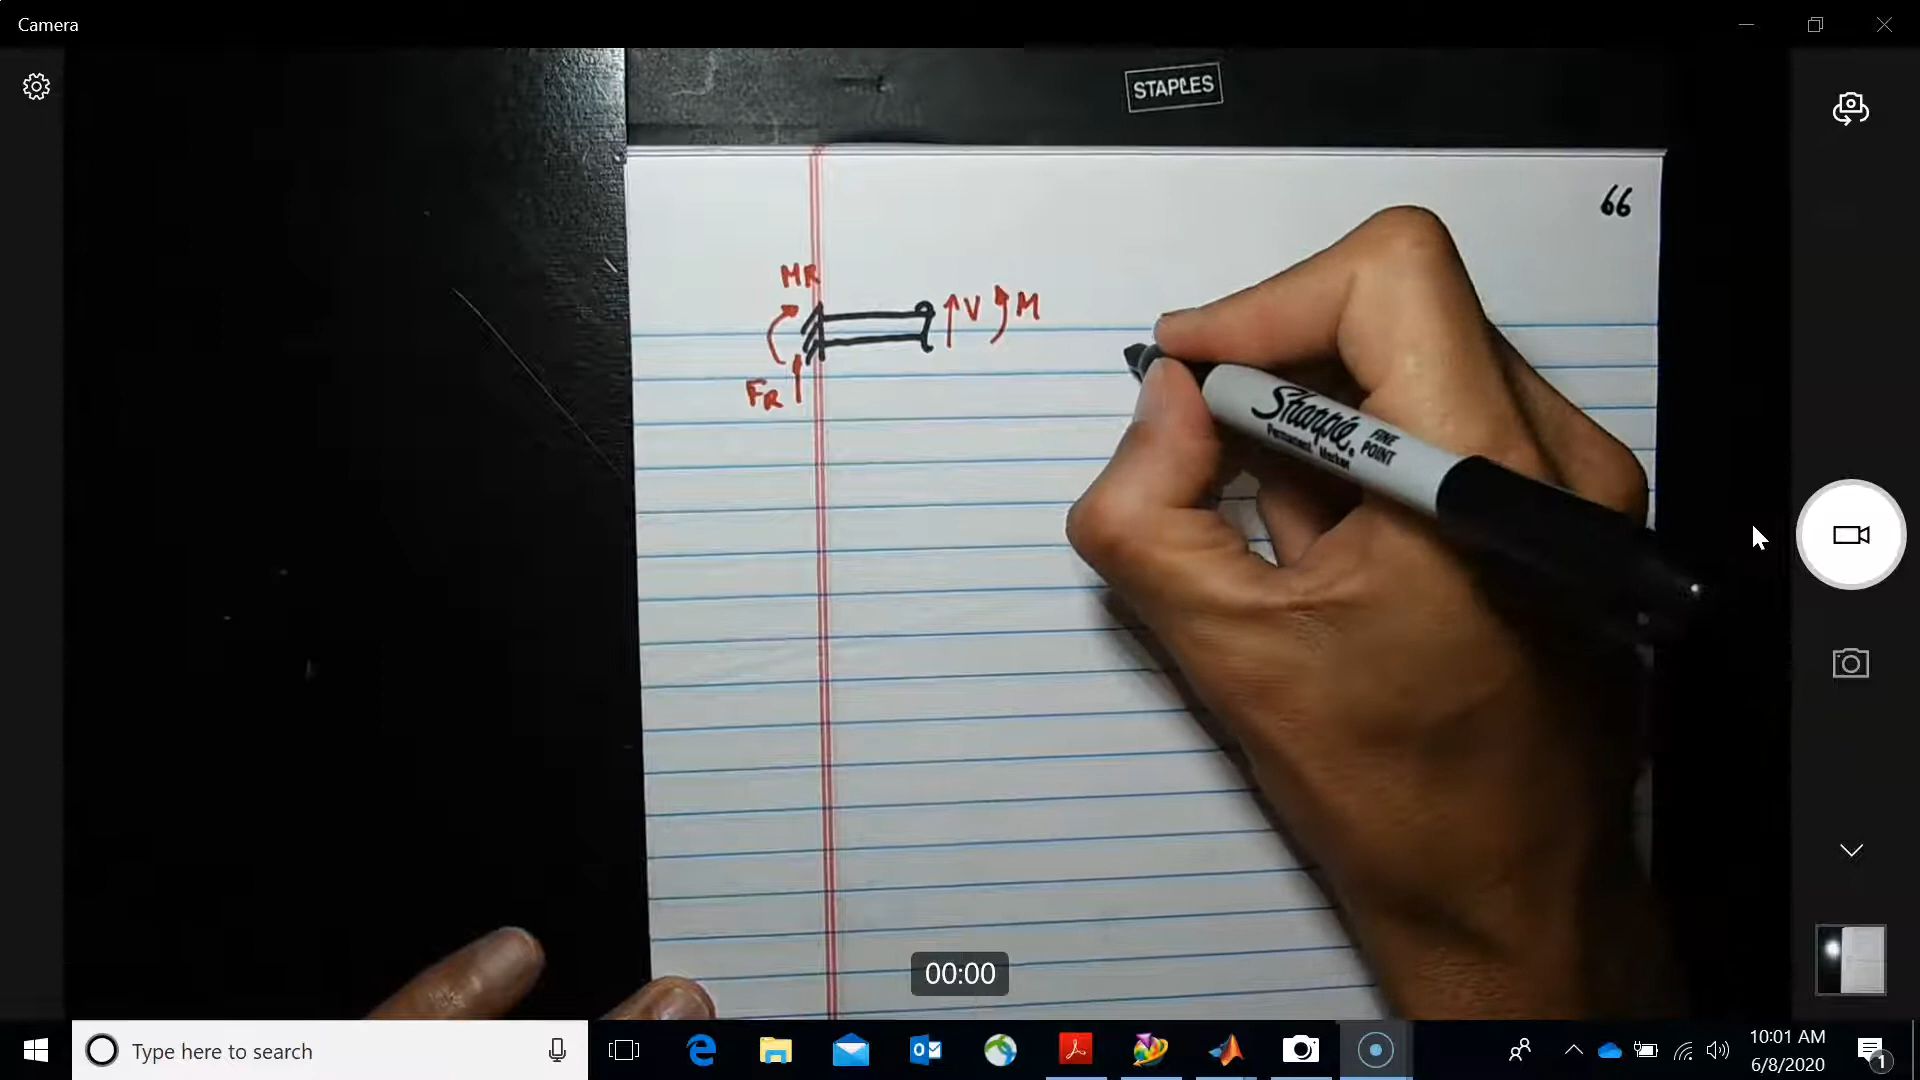 Camera
STAPLES
66
MR
V M
FR
Sharpie FINE POINT
Permanent Marker
00:00
Type here to search
10:01 AM
6/8/2020
1